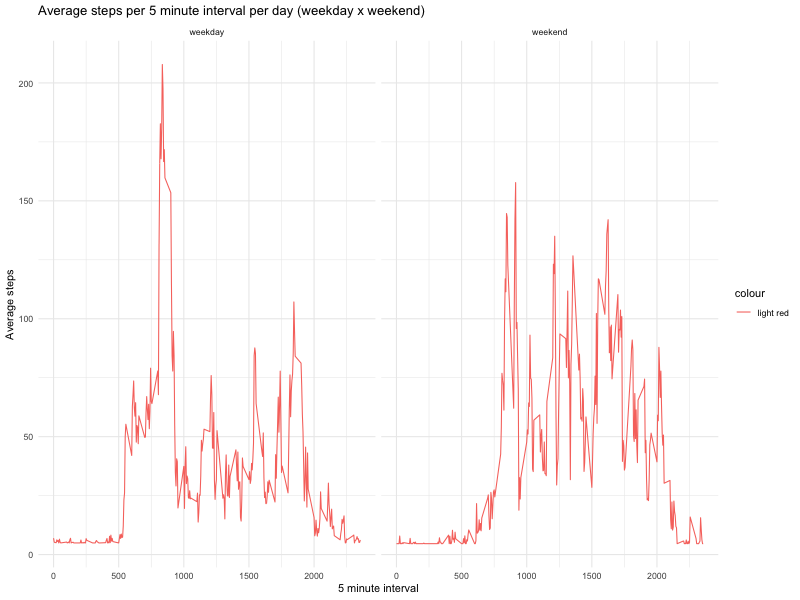 Average steps per 5 minute interval per day (weekday x weekend)
weekday
weekend
200
150
100
50
0
Average steps
0 500 1000 1500 2000
0 500 1000 1500 2000
5 minute interval
colour
light red